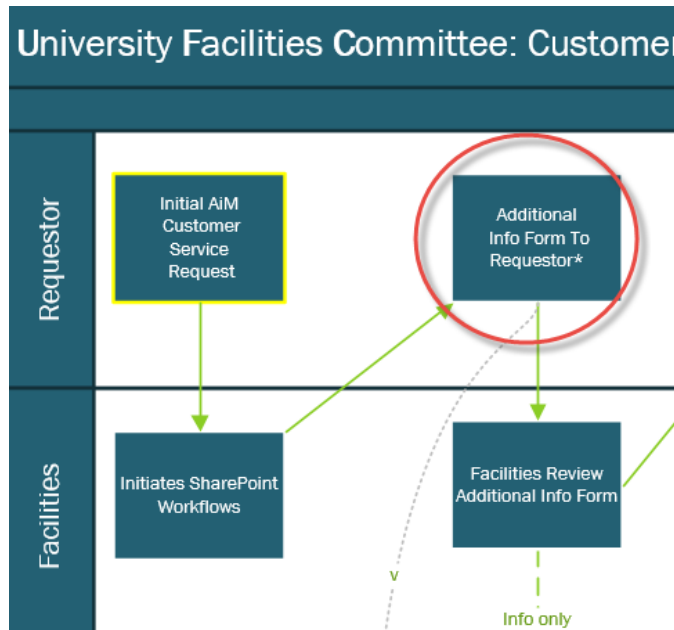 University Facilities Committee: Customer
Requestor
Initial AiM
Customer
Service
Request
Additional
Info Form To
Requestor*
Facilities
Initiates SharePoint
Workflows
Facilities Review
Additional Info Form
v
Info only